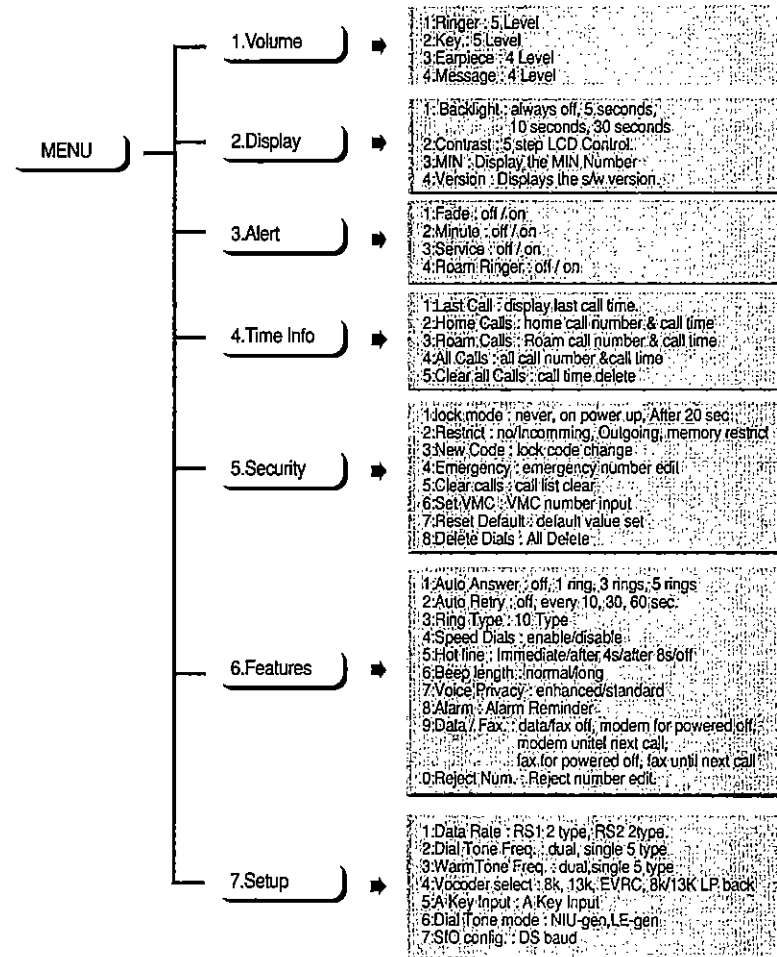 MENU
1.Volume
1.Ringer : 5 Level
2.Key : 5 Level
3.Earpiece : 4 Level
4.Message : 4 Level
2.Display
1. Backlight : always off, 5 seconds,
10 seconds, 30 seconds
2.Contrast : 5 step LCD Control.
3.MIN : Display the MIN Number
4.Version : Displays the s/w version.
3.Alert
1.Fade : off / on
2.Minute : off / on
3.Service : off / on
4.Roam Ringer : off / on
4.Time Info
1.Last Call : display last call time.
2.Home Calls : home call number & call time
3.Roam Calls : Roam call number & call time
4.All Calls : all call number &call time
5.Clear all Calls : call time delete
5.Security
1.lock mode : never, on power up, After 20 sec
2.Restrict : no/Incomming, Outgoing, memory restrict
3.New Code : lock code change
4.Emergency : emergency number edit
5.Clear calls : call list clear
6.Set VMC : VMC number input
7.Reset Default : default value set
8.Delete Dials : All Delete
6.Features
1.Auto Answer : off, 1 ring, 3 rings, 5 rings
2.Auto Retry : off, every 10, 30, 60 sec.
3.Ring Type : 10 Type
4.Speed Dials : enable/disable
5.Hot line : Immediate/after 4s/after 8s/off
6.Beep length : normal/long
7.Voice Privacy : enhanced/standard
8.Alarm : Alarm Reminder
9.Data / Fax. : data/fax off, modem for powered off,
modem unitel next call,
fax for powered off, fax until next call
0.Reject Num. : Reject number edit.
7.Setup
1.Data Rate : RS1 2 type, RS2 2type.
2.Dial Tone Freq. : dual, single 5 type
3.WarmTone Freq. : dual,single 5 type
4.Vocoder select : 8k, 13k, EVRC, 8k/13K LP back
5.A Key Input : A Key Input
6.Dial Tone mode : NIU-gen,LE-gen
7.SIO config. : DS baud